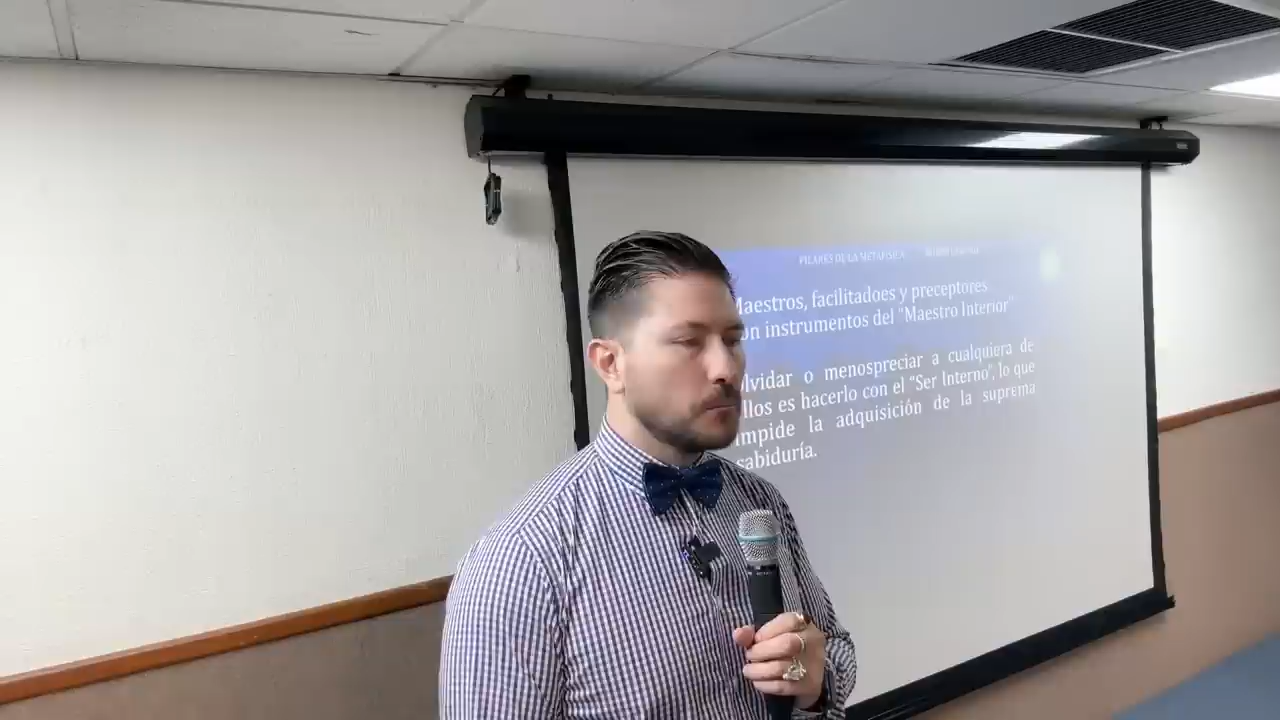 PILARES DE LA METAFÍSICA
Maestros, facilitadoes y preceptores
on instrumentos del "Maestro Interior"
lvidar o menospreciar a cualquiera de
llos es hacerlo con el "Ser Interno", lo que
impide la adquisición de la suprema
sabiduría.